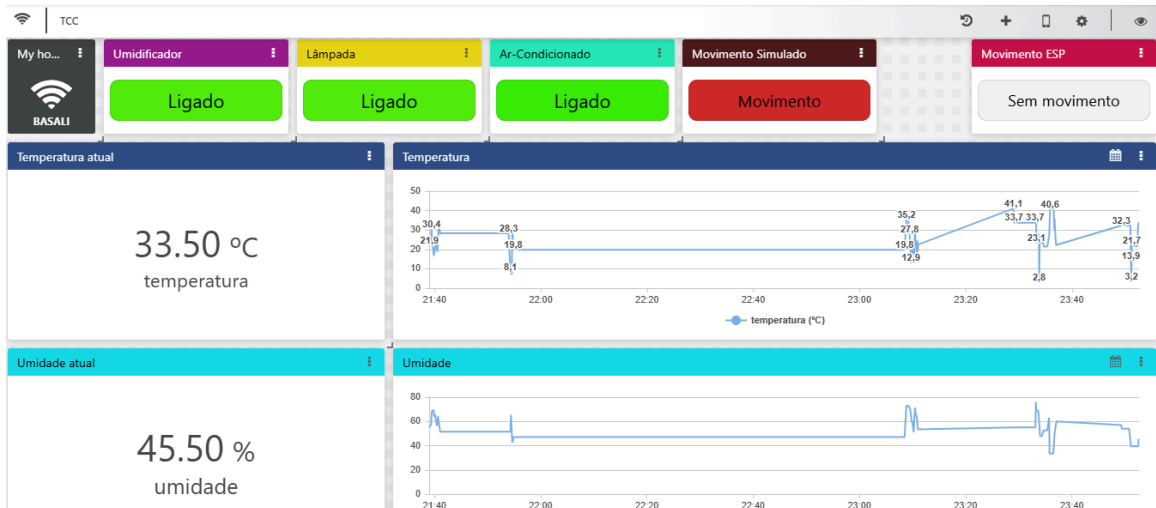 TCC
My ho...
Umidificador
Lâmpada
Ar-Condicionado
Movimento Simulado
Movimento ESP
BASALI
Ligado
Ligado
Ligado
Movimento
Sem movimento
Temperatura atual
33.50 ºC
temperatura
Temperatura
50
40
30
20
10
0
30,4
21,9
28,3
19,8
8,1
35,2
27,8
19,8
12,9
41,1
33,7 33,7
40,6
23,1
2,8
32,3
21,7
13,9
3,2
21:40 22:00 22:20 22:40 23:00 23:20 23:40
temperatura (ºC)
Umidade atual
45.50 %
umidade
Umidade
80
60
40
20
0
21:40 22:00 22:20 22:40 23:00 23:20 23:40